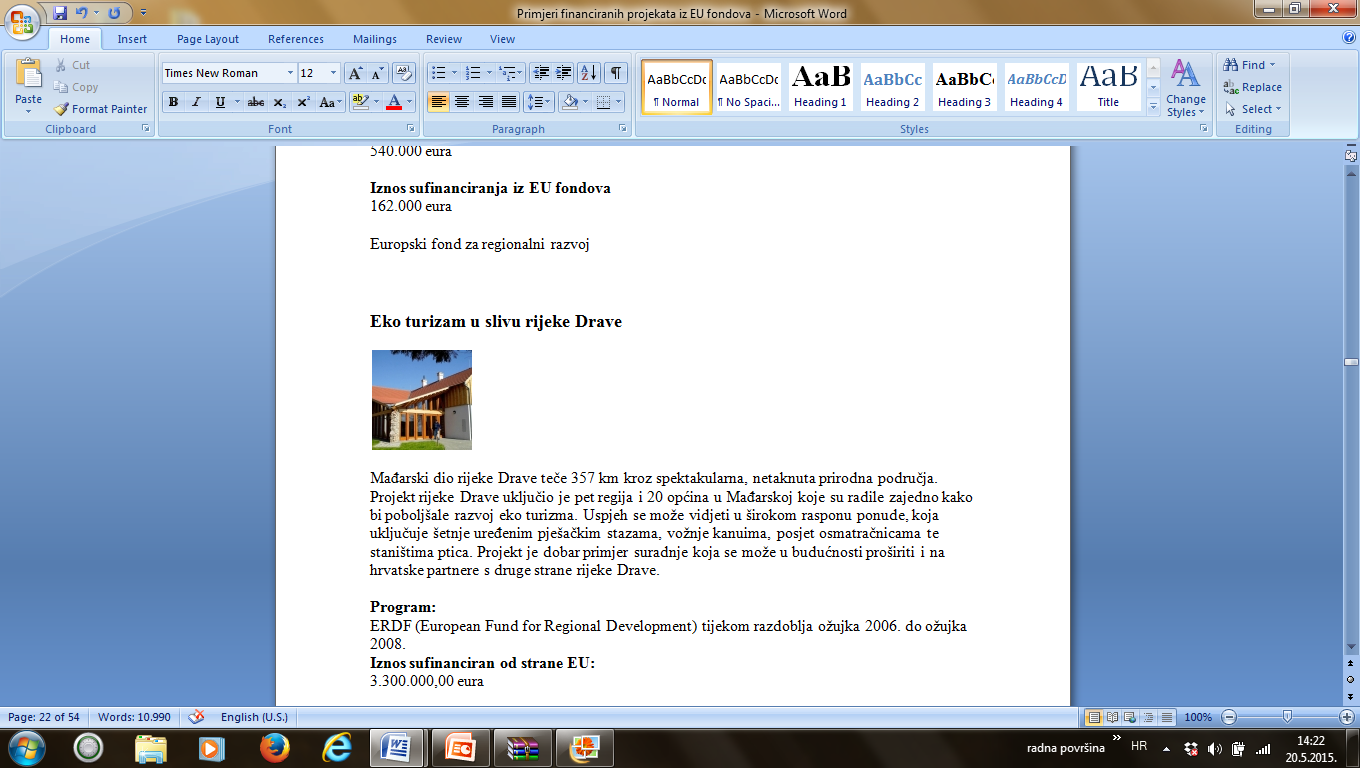 Primjeri financiranih projekata iz EU fondova - Microsoft Word
Home Insert Page Layout References Mailings Review View
Paste
Cut
Copy
Format Painter
Clipboard
Times New Roman 12
Font
Paragraph
AaBbCcDc AaBbCcDc AaB AaBbCc AaBbCc AaBbCcD AaB
¶ Normal ¶ No Spaci... Heading 1 Heading 2 Heading 3 Heading 4 Title
Change Styles
Styles
Find
Replace
Select
Editing
540.000 eura
Iznos sufinanciranja iz EU fondova
162.000 eura
Europski fond za regionalni razvoj
Eko turizam u slivu rijeke Drave
Mađarski dio rijeke Drave teče 357 km kroz spektakularna, netaknuta prirodna područja.
Projekt rijeke Drave uključio je pet regija i 20 općina u Mađarskoj koje su radile zajedno kako
bi poboljšale razvoj eko turizma. Uspjeh se može vidjeti u širokom rasponu ponude, koja
uključuje šetnje uređenim pješačkim stazama, vožnje kanuima, posjet osmatračnicama te
staništima ptica. Projekt je dobar primjer suradnje koja se može u budućnosti proširiti i na
hrvatske partnere s druge strane rijeke Drave.
Program:
ERDF (European Fund for Regional Development) tijekom razdoblja ožujka 2006. do ožujka
2008.
Iznos sufinanciran od strane EU:
3.300.000,00 eura
Page: 22 of 54 Words: 10.990 English (U.S.) 100%
radna površina HR 14:22
20.5.2015.